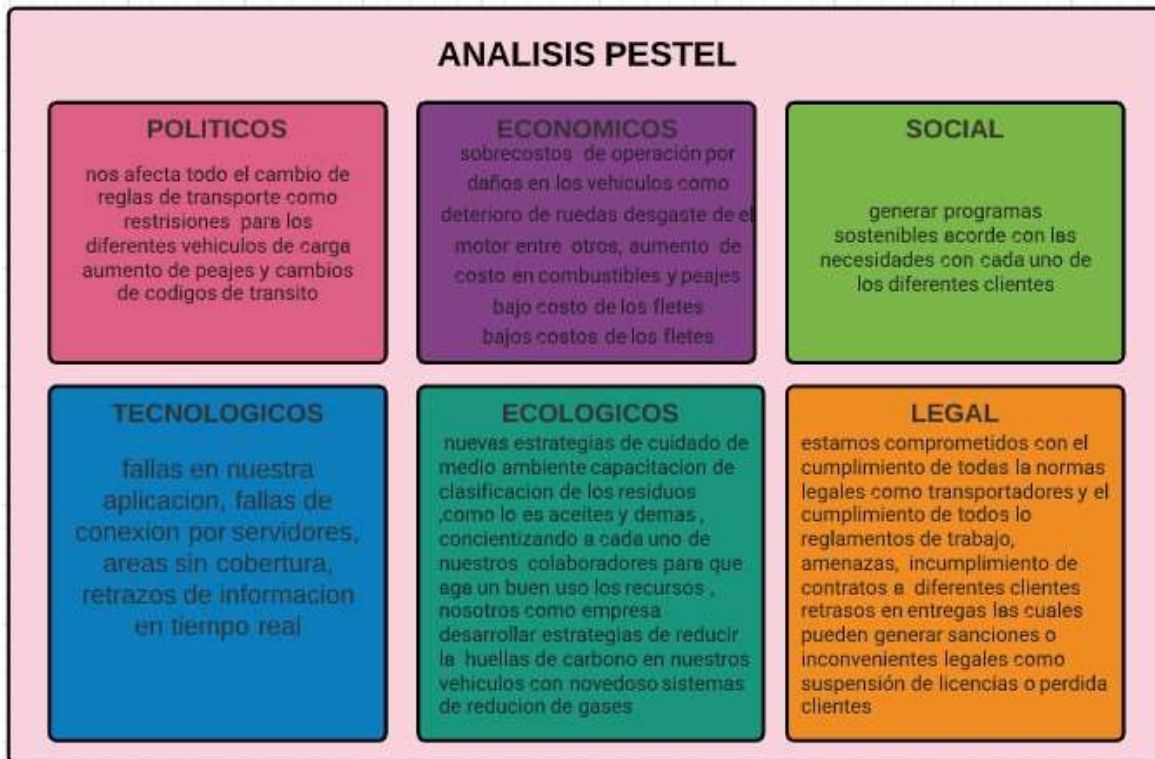 ANALISIS PESTEL
POLITICOS
nos afecta todo el cambio de
reglas de transporte como
restrisiones para los
diferentes vehiculos de carga
aumento de peajes y cambios
de codigos de transito
ECONOMICOS
sobrecostos de operación por
daños en los vehiculos como
deterioro de ruedas desgaste de el
motor entre otros, aumento de
costo en combustibles y peajes
bajo costo de los fletes
bajos costos de los fletes
SOCIAL
generar programas
sostenibles acorde con las
necesidades con cada uno de
los diferentes clientes
TECNOLOGICOS
fallas en nuestra
aplicacion, fallas de
conexion por servidores,
areas sin cobertura,
retrazos de informacion
en tiempo real
ECOLOGICOS
nuevas estrategias de cuidado de
medio ambiente capacitacion de
clasificacion de los residuos
,como lo es aceites y demas ,
concientizando a cada uno de
nuestros colaboradores para que
aga un buen uso los recursos ,
nosotros como empresa
desarrollar estrategias de reducir
la huellas de carbono en nuestros
vehiculos con novedoso sistemas
de reducion de gases
LEGAL
estamos comprometidos con el
cumplimiento de todas la normas
legales como transportadores y el
cumplimiento de todos lo
reglamentos de trabajo,
amenazas, incumplimiento de
contratos a diferentes clientes
retrasos en entregas las cuales
pueden generar sanciones o
inconvenientes legales como
suspensión de licencias o perdida
clientes